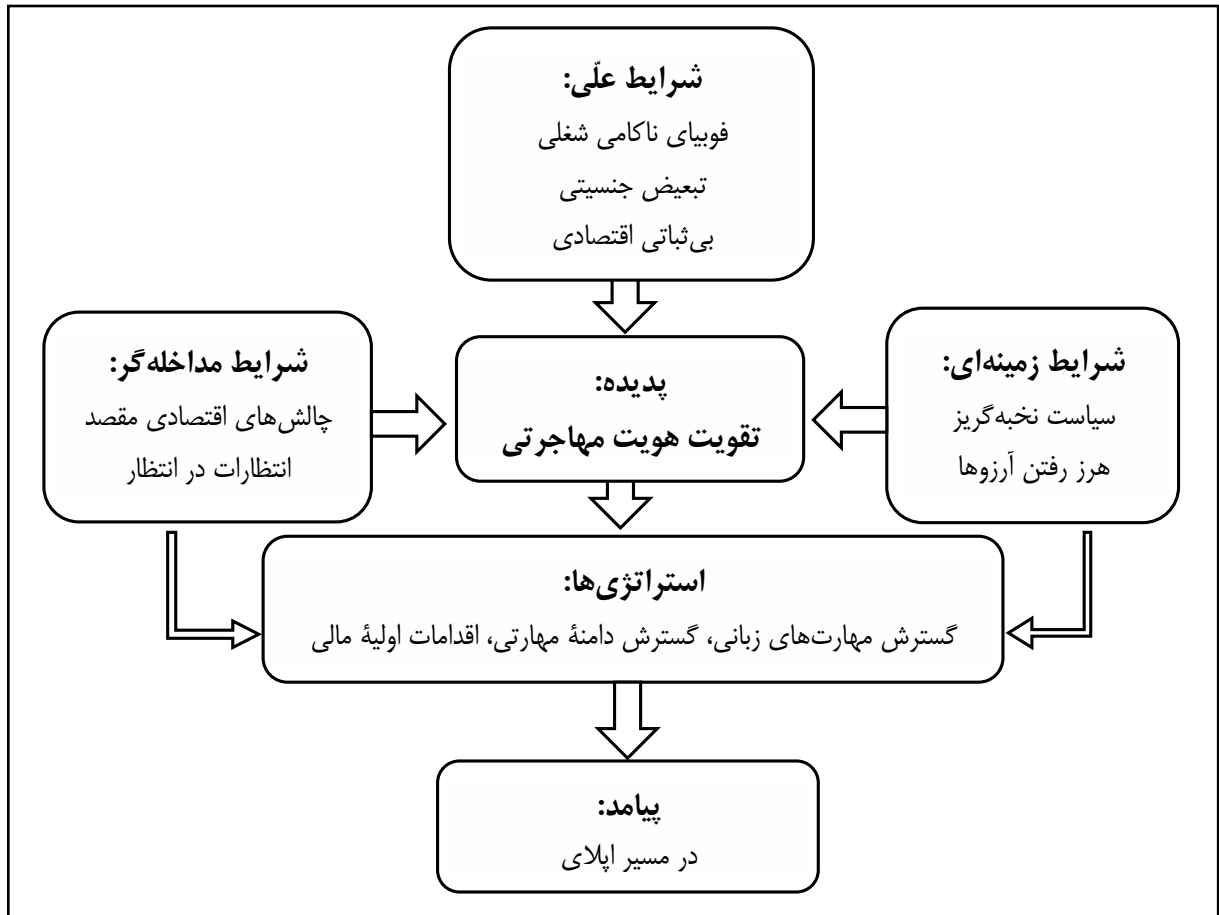 شرایط علّی:
فوبیای ناکامی شغلی
تبعیض جنسیتی
بی‌ثباتی اقتصادی
شرایط زمینه‌ای:
سیاست نخبه‌گریز
هرز رفتن آرزوها
پدیده:
تقویت هویت مهاجرتی
شرایط مداخله‌گر:
چالش‌های اقتصادی مقصد
انتظارات در انتظار
استراتژی‌ها:
گسترش مهارت‌های زبانی، گسترش دامنهٔ مهارتی، اقدامات اولیهٔ مالی
پیامد:
در مسیر اپلای